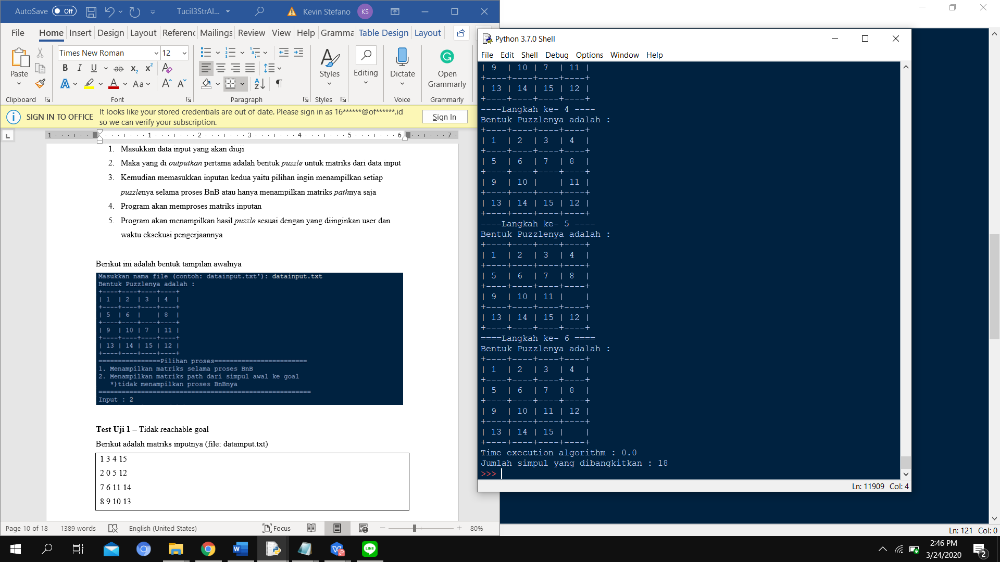 AutoSave Off Tucil3StrAl... Kevin Stefano KS
File Home Insert Design Layout Referenc Mailings Review View Help Gramma Table Design Layout
Times New Roman 12
Paste
B I U ab x₂ x² A
A A Aa A A
Styles
Editing
Dictate
Open Grammarly
Clipboard Font Paragraph Styles Voice Grammarly
SIGN IN TO OFFICE It looks like your stored credentials are out of date. Please sign in as 16******@of******.id
so we can verify your subscription. Sign In
1 1 2 3 4 5 6 7
1. Masukkan data input yang akan diuji
2. Maka yang di outputkan pertama adalah bentuk puzzle untuk matriks dari data input
3. Kemudian memasukkan inputan kedua yaitu pilihan ingin menampilkan setiap
puzzlenya selama proses BnB atau hanya menampilkan matriks pathnya saja
4. Program akan memproses matriks inputan
5. Program akan menampilkan hasil puzzle sesuai dengan yang diinginkan user dan
waktu eksekusi pengerjaannya
Berikut ini adalah bentuk tampilan awalnya
Masukkan nama file (contoh: datainput.txt'): datainput.txt
Bentuk Puzzlenya adalah :
+----+----+----+----+
| 1  | 2  | 3  | 4  |
+----+----+----+----+
| 5  | 6  |    | 8  |
+----+----+----+----+
| 9  | 10 | 7  | 11 |
+----+----+----+----+
| 13 | 14 | 15 | 12 |
+----+----+----+----+
================Pilihan proses========================
1. Menampilkan matriks selama proses BnB
2. Menampilkan matriks path dari simpul awal ke goal
*)tidak menampilkan proses BnBnya
=======================================================
Input : 2
Test Uji 1 – Tidak reachable goal
Berikut adalah matriks inputnya (file: datainput.txt)
1 3 4 15
2 0 5 12
7 6 11 14
8 9 10 13
Page 10 of 18 1389 words English (United States) Focus 80%
Python 3.7.0 Shell
File Edit Shell Debug Options Window Help
| 9  | 10 | 7  | 11 |
+----+----+----+----+
| 13 | 14 | 15 | 12 |
+----+----+----+----+
----Langkah ke- 4 ----
Bentuk Puzzlenya adalah :
+----+----+----+----+
| 1  | 2  | 3  | 4  |
+----+----+----+----+
| 5  | 6  | 7  | 8  |
+----+----+----+----+
| 9  | 10 |    | 11 |
+----+----+----+----+
| 13 | 14 | 15 | 12 |
+----+----+----+----+
----Langkah ke- 5 ----
Bentuk Puzzlenya adalah :
+----+----+----+----+
| 1  | 2  | 3  | 4  |
+----+----+----+----+
| 5  | 6  | 7  | 8  |
+----+----+----+----+
| 9  | 10 | 11 |    |
+----+----+----+----+
| 13 | 14 | 15 | 12 |
+----+----+----+----+
====Langkah ke- 6 ====
Bentuk Puzzlenya adalah :
+----+----+----+----+
| 1  | 2  | 3  | 4  |
+----+----+----+----+
| 5  | 6  | 7  | 8  |
+----+----+----+----+
| 9  | 10 | 11 | 12 |
+----+----+----+----+
| 13 | 14 | 15 |    |
+----+----+----+----+
Time execution algorithm : 0.0
Jumlah simpul yang dibangkitkan : 18
>>>
Ln: 11909 Col: 4
Ln: 121 Col: 0
LINE
2:46 PM
3/24/2020
2